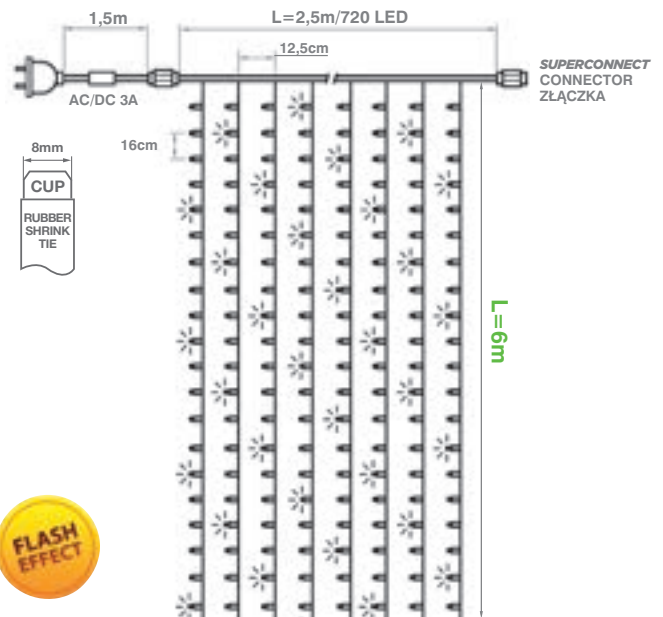 1,5m
L=2,5m/720 LED
12,5cm
AC/DC 3A
SUPERCONNECT
CONNECTOR
ZŁĄCZKA
16cm
8mm
CUP
RUBBER
SHRINK
TIE
L=6m
FLASH
EFFECT